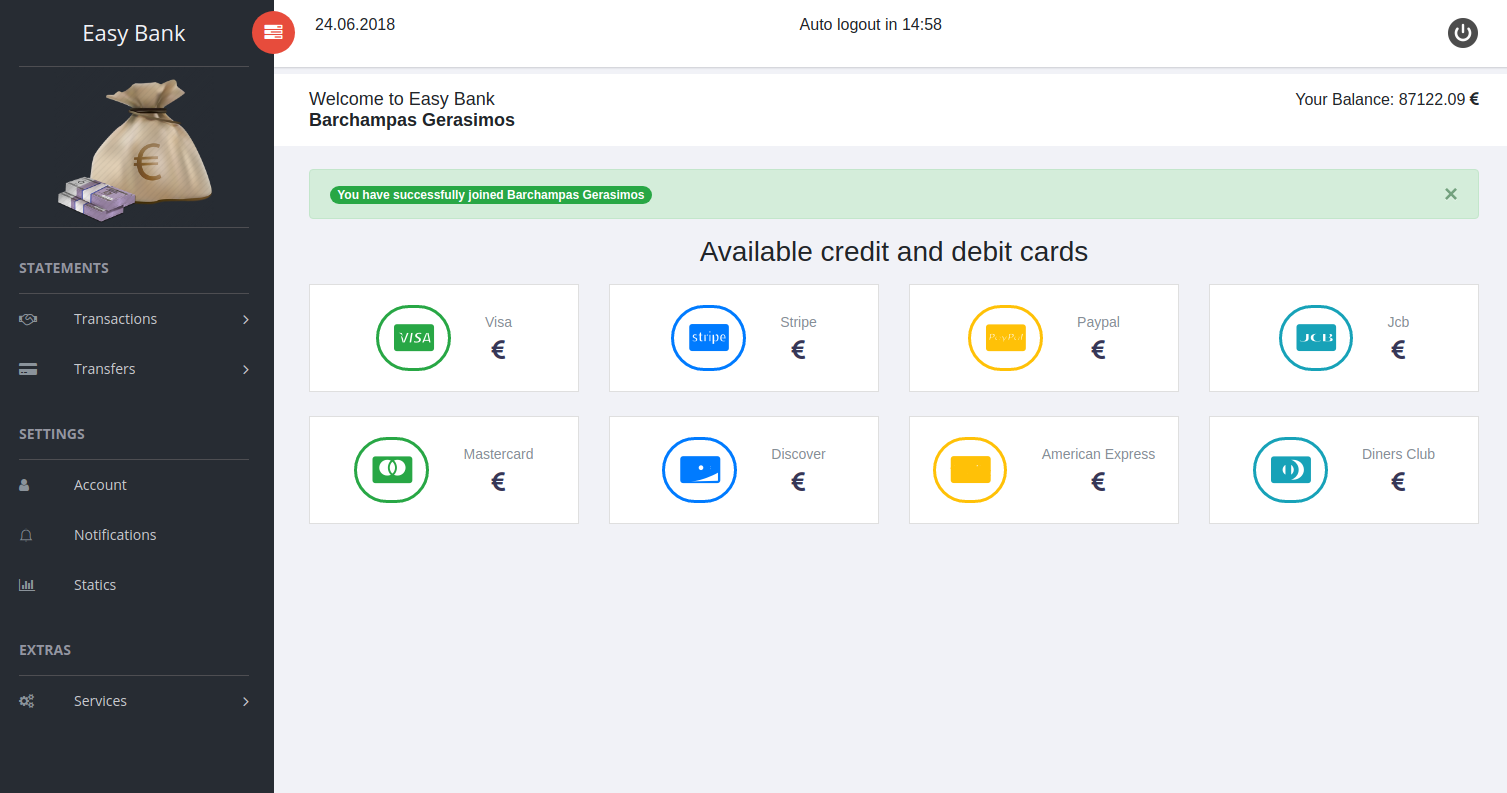 Easy Bank
24.06.2018
Auto logout in 14:58
Welcome to Easy Bank
Barchampas Gerasimos
Your Balance: 87122.09 €
€
You have successfully joined Barchampas Gerasimos
×
STATEMENTS
Transactions
Transfers
SETTINGS
Account
Notifications
Statics
EXTRAS
Services
Available credit and debit cards
VISA
Visa
€
stripe
Stripe
€
PayPal
Paypal
€
JCB
Jcb
€
Mastercard
€
Discover
€
American Express
€
Diners Club
€